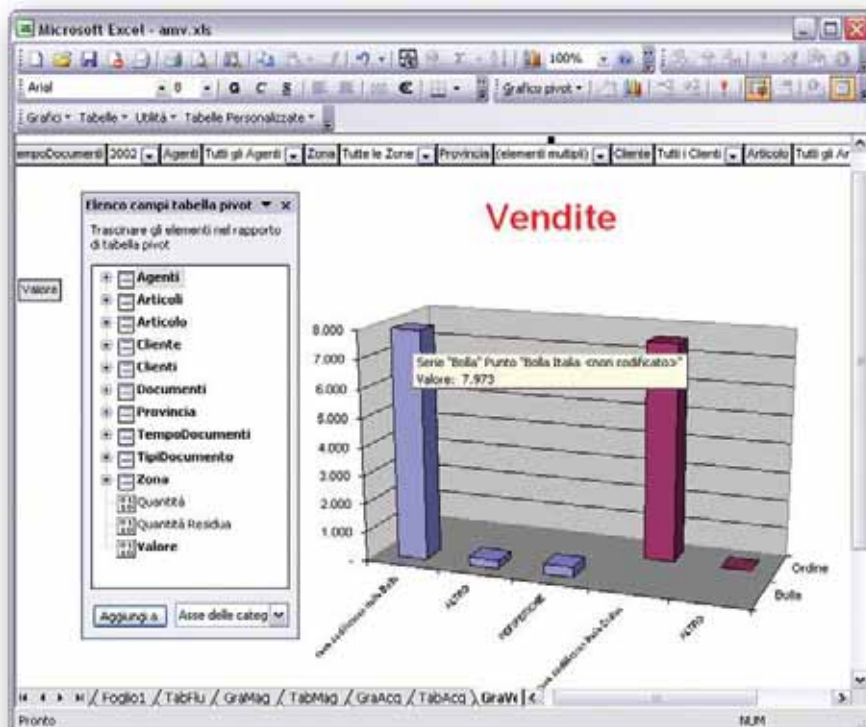 Microsoft Excel - amv.xls
100%
Arial 8 G C S € Grafico pivot
Grafici Tabelle Utilità Tabelle Personalizzate
empoDocumenti 2002 Agenti Tutti gli Agenti Zona Tutte le Zone Provincia (elementi multipli) Cliente Tutti i Clienti Articolo Tutti gli Ar
Elenco campi tabella pivot
Trascinare gli elementi nel rapporto
di tabella pivot
Agenti
Articoli
Articolo
Cliente
Clienti
Documenti
Provincia
TempoDocumenti
TipiDocumento
Zona
Quantità
Quantità Residua
Valore
Aggiungi a Asse delle categ
Valore
Vendite
8.000
7.000
6.000
5.000
4.000
3.000
2.000
1.000
-
Serie "Bolla" Punto "Bolla Italia <non codificato>"
Valore: 7.973
ALTRO
ALTRO
Ordine
Bolla
Foglio1 TabFlu GraMag TabMag GraAcq TabAcq GraVe
Pronto
NUM